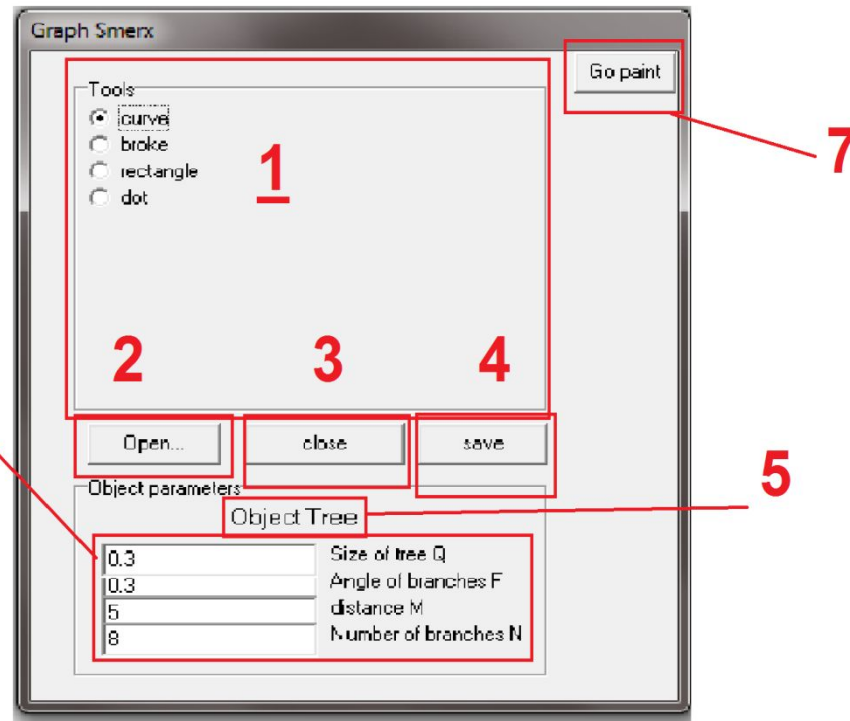 Graph Smerx
Go paint
7
Tools
curve
broke
rectangle
dot
1
2
3
4
Open...
close
save
5
Object parameters
Object Tree
0.3
Size of tree Q
0.3
Angle of branches F
5
distance M
8
Number of branches N